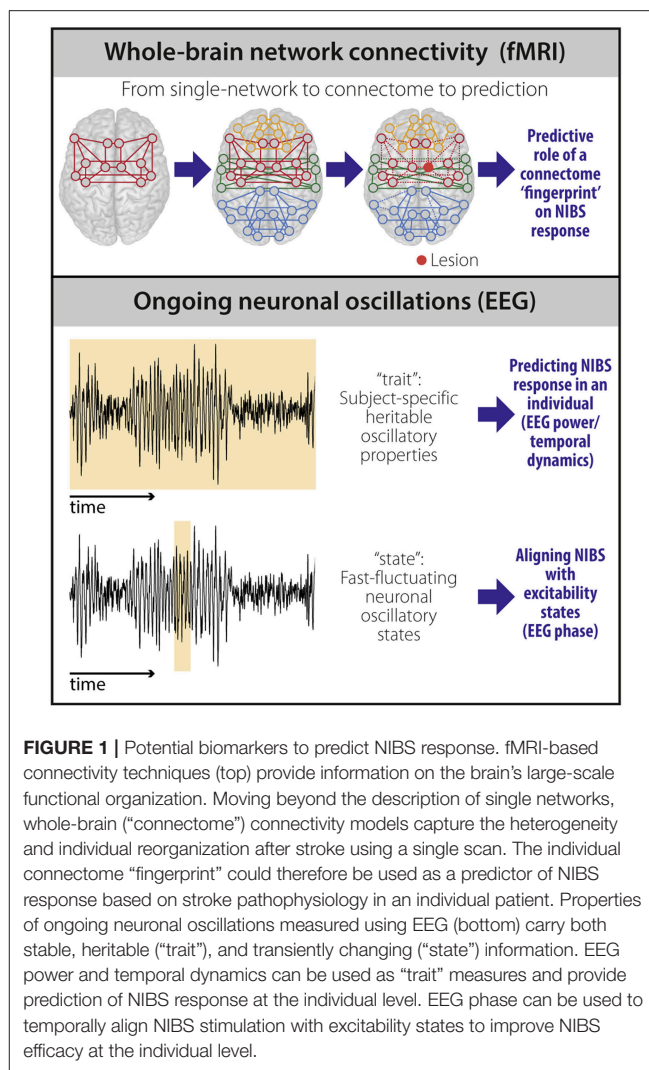 Whole-brain network connectivity (fMRI)
From single-network to connectome to prediction
Predictive
role of a
connectome
‘fingerprint’
on NIBS
response
Lesion
Ongoing neuronal oscillations (EEG)
“trait”:
Subject-specific
heritable
oscillatory
properties
Predicting NIBS
response in an
individual
(EEG power/
temporal
dynamics)
time
“state”:
Fast-fluctuating
neuronal
oscillatory
states
Aligning NIBS
with
excitability
states
(EEG phase)
time
FIGURE 1 | Potential biomarkers to predict NIBS response. fMRI-based
connectivity techniques (top) provide information on the brain’s large-scale
functional organization. Moving beyond the description of single networks,
whole-brain (“connectome”) connectivity models capture the heterogeneity
and individual reorganization after stroke using a single scan. The individual
connectome “fingerprint” could therefore be used as a predictor of NIBS
response based on stroke pathophysiology in an individual patient. Properties
of ongoing neuronal oscillations measured using EEG (bottom) carry both
stable, heritable (“trait”), and transiently changing (“state”) information. EEG
power and temporal dynamics can be used as “trait” measures and provide
prediction of NIBS response at the individual level. EEG phase can be used to
temporally align NIBS stimulation with excitability states to improve NIBS
efficacy at the individual level.